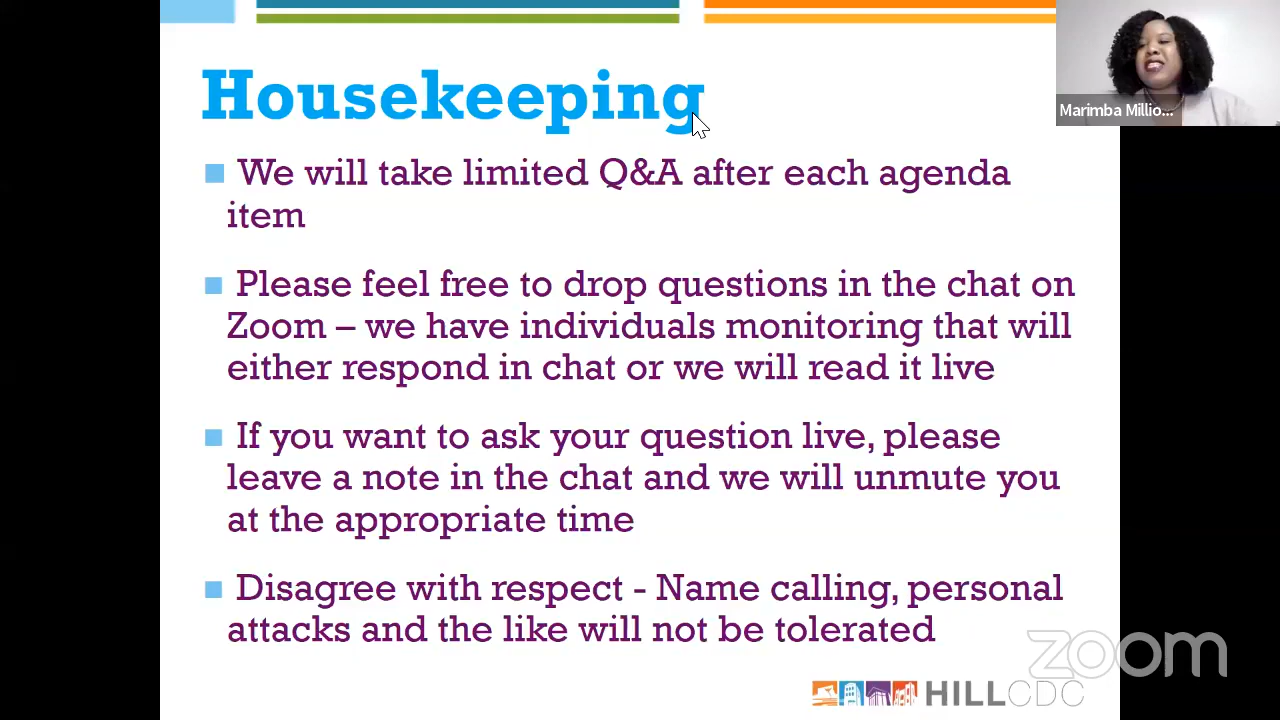 Housekeeping
Marimba Millio...
We will take limited Q&A after each agenda
item
Please feel free to drop questions in the chat on
Zoom – we have individuals monitoring that will
either respond in chat or we will read it live
If you want to ask your question live, please
leave a note in the chat and we will unmute you
at the appropriate time
Disagree with respect - Name calling, personal
attacks and the like will not be tolerated
zoom
HILLCDC